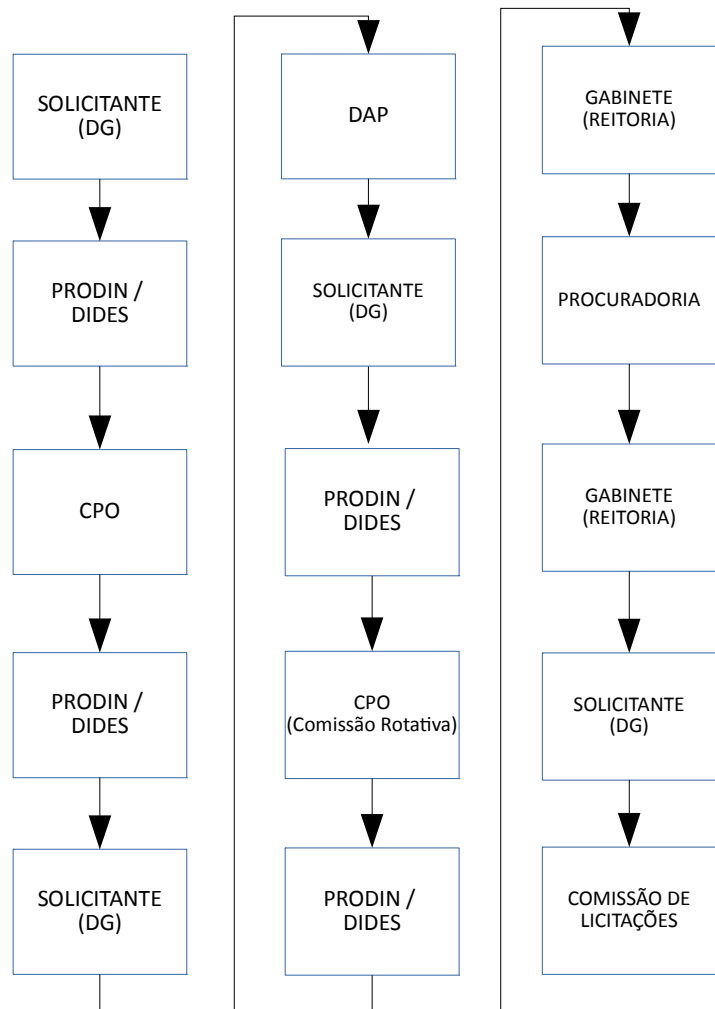 SOLICITANTE
(DG)
PRODIN /
DIDES
CPO
PRODIN /
DIDES
SOLICITANTE
(DG)
DAP
SOLICITANTE
(DG)
PRODIN /
DIDES
CPO
(Comissão Rotativa)
PRODIN /
DIDES
GABINETE
(REITORIA)
PROCURADORIA
GABINETE
(REITORIA)
SOLICITANTE
(DG)
COMISSÃO DE
LICITAÇÕES